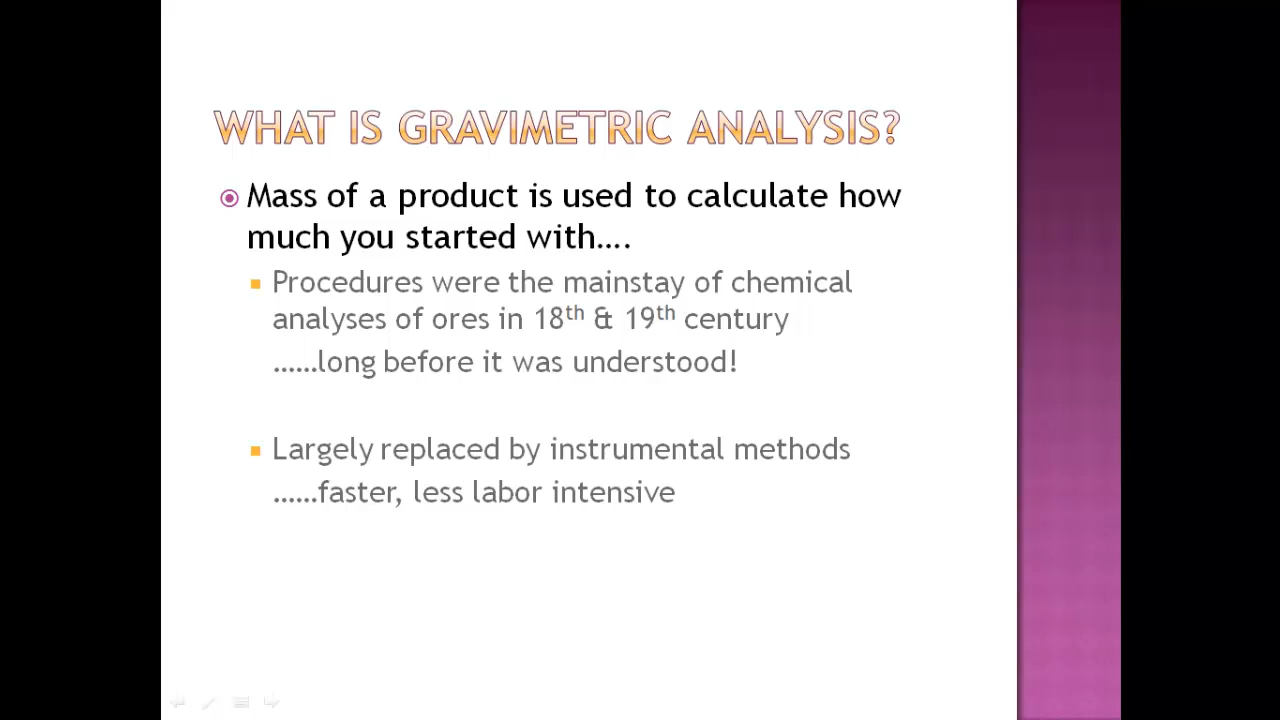 WHAT IS GRAVIMETRIC ANALYSIS?
Mass of a product is used to calculate how
much you started with....
Procedures were the mainstay of chemical
analyses of ores in 18th & 19th century
......long before it was understood!
Largely replaced by instrumental methods
......faster, less labor intensive